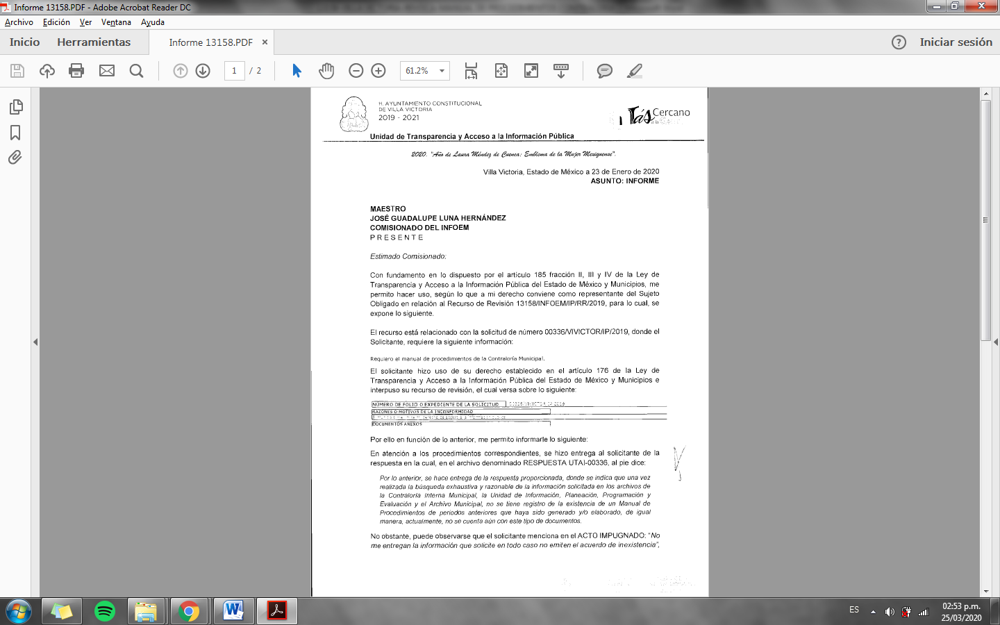 Informe 13158.PDF - Adobe Acrobat Reader DC
Archivo Edición Ver Ventana Ayuda
Inicio Herramientas Informe 13158.PDF × ? Iniciar sesión
1 / 2 61.2%
H. AYUNTAMIENTO CONSTITUCIONAL
DE VILLA VICTORIA
2019 - 2021
Más Cercano
Unidad de Transparencia y Acceso a la Información Pública
2020. "Año de Laura Méndez de Cuenca; Emblema de la Mujer Mexiquense".
Villa Victoria, Estado de México a 23 de Enero de 2020
ASUNTO: INFORME
MAESTRO
JOSÉ GUADALUPE LUNA HERNÁNDEZ
COMISIONADO DEL INFOEM
P R E S E N T E
Estimado Comisionado:
Con fundamento en lo dispuesto por el artículo 185 fracción II, III y IV de la Ley de
Transparencia y Acceso a la Información Pública del Estado de México y Municipios, me
permito hacer uso, según lo que a mi derecho conviene como representante del Sujeto
Obligado en relación al Recurso de Revisión 13158/INFOEM/IP/RR/2019, para lo cual, se
expone lo siguiente.
El recurso está relacionado con la solicitud de número 00336/VIVICTOR/IP/2019, donde el
Solicitante, requiere la siguiente información:
Requiero el manual de procedimientos de la Contraloría Municipal.
El solicitante hizo uso de su derecho establecido en el artículo 176 de la Ley de
Transparencia y Acceso a la Información Pública del Estado de México y Municipios e
interpuso su recurso de revisión, el cual versa sobre lo siguiente:
NÚMERO DE FOLIO O EXPEDIENTE DE LA SOLICITUD 00336/VIVICTOR/IP/2019
RAZONES O MOTIVOS DE LA INCONFORMIDAD
DOCUMENTOS ANEXOS
Por ello en función de lo anterior, me permito informarle lo siguiente:
En atención a los procedimientos correspondientes, se hizo entrega al solicitante de la
respuesta en la cual, en el archivo denominado RESPUESTA UTAI-00336, al pie dice:
Por lo anterior, se hace entrega de la respuesta proporcionada, donde se indica que una vez
realizada la búsqueda exhaustiva y razonable de la información solicitada en los archivos de
la Contraloría Interna Municipal, la Unidad de Información, Planeación, Programación y
Evaluación y el Archivo Municipal, no se tiene registro de la existencia de un Manual de
Procedimientos de periodos anteriores que haya sido generado y/o elaborado, de igual
manera, actualmente, no se cuenta aún con este tipo de documentos.
No obstante, puede observarse que el solicitante menciona en el ACTO IMPUGNADO: "No
me entregan la información que solicite en todo caso no emiten el acuerdo de inexistencia",
ES 02:53 p.m.
25/03/2020